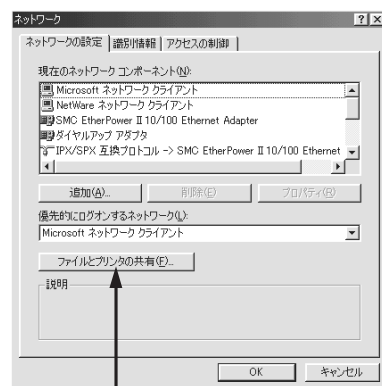 ネットワーク
ネットワークの設定 識別情報 アクセスの制御
現在のネットワーク コンポーネント(N):
Microsoft ネットワーク クライアント
NetWare ネットワーク クライアント
SMC EtherPower II 10/100 Ethernet Adapter
ダイヤルアップ アダプタ
IPX/SPX 互換プロトコル -> SMC EtherPower II 10/100 Ethernet
追加(A)... 削除(E) プロパティ(R)
優先的にログオンするネットワーク(L):
Microsoft ネットワーク クライアント
ファイルとプリンタの共有(F)...
説明
OK キャンセル